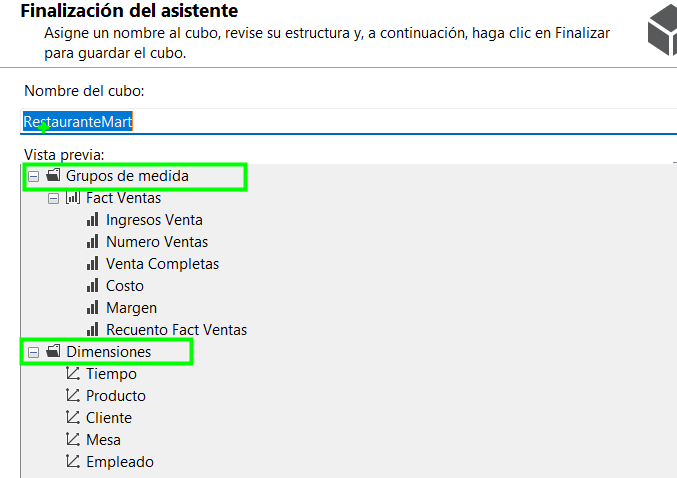 Finalización del asistente
Asigne un nombre al cubo, revise su estructura y, a continuación, haga clic en Finalizar
para guardar el cubo.
Nombre del cubo:
RestauranteMart
Vista previa:
Grupos de medida
Fact Ventas
Ingresos Venta
Numero Ventas
Venta Completas
Costo
Margen
Recuento Fact Ventas
Dimensiones
Tiempo
Producto
Cliente
Mesa
Empleado